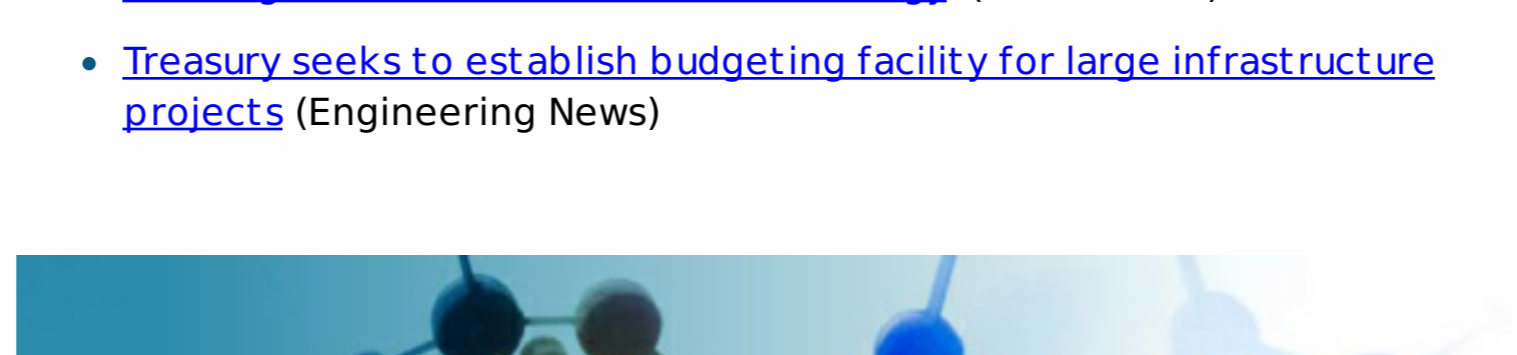 Treasury seeks to establish budgeting facility for large infrastructure
projects (Engineering News)